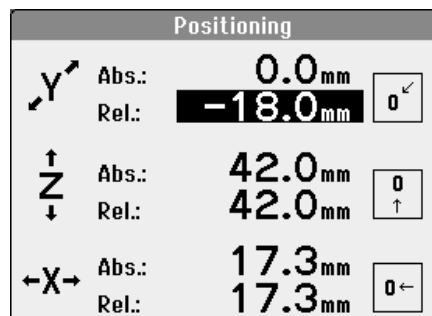 Positioning
Y Abs.: 0.0mm
Rel.: -18.0mm 0
Z Abs.: 42.0mm
Rel.: 42.0mm 0
X Abs.: 17.3mm
Rel.: 17.3mm 0